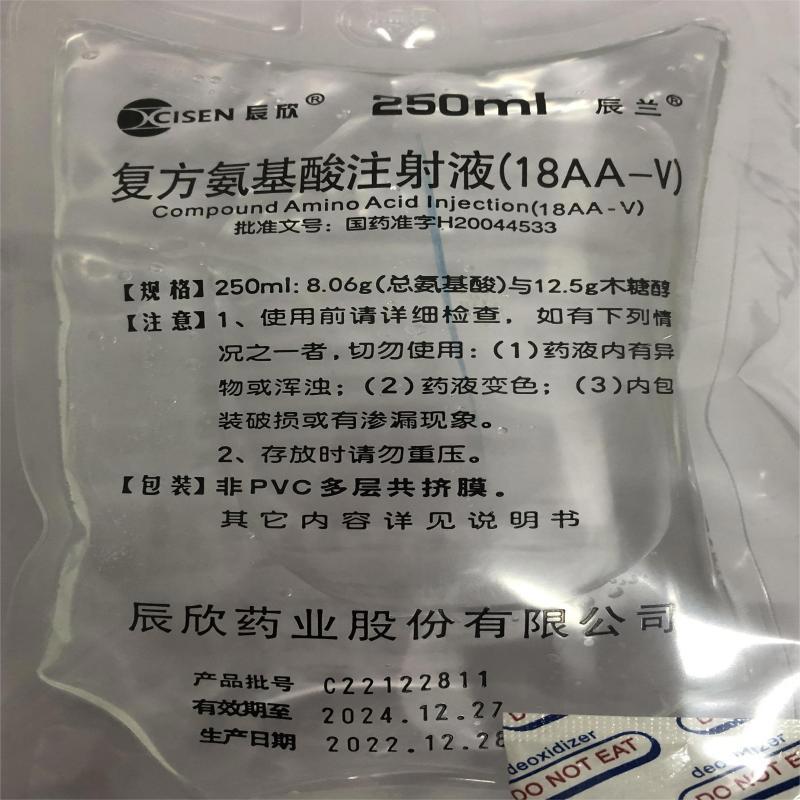 CISEN 辰欣® 250ml 辰兰®
复方氨基酸注射液(18AA-V)
Compound Amino Acid Injection(18AA-V)
批准文号：国药准字H20044533
【规格】250ml:8.06g(总氨基酸)与12.5g木糖醇
【注意】1、使用前请详细检查，如有下列情
况之一者,切勿使用：(1)药液内有异
物或浑浊；(2)药液变色；(3)内包
装破损或有渗漏现象。
2、存放时请勿重压。
【包装】非PVC多层共挤膜。
其它内容详见说明书
辰欣药业股份有限公司
产品批号 C22122811
有效期至 2024.12.27
生产日期 2022.12.28
deoxidizer
DO NOT EAT
deoxidizer
DO NOT E